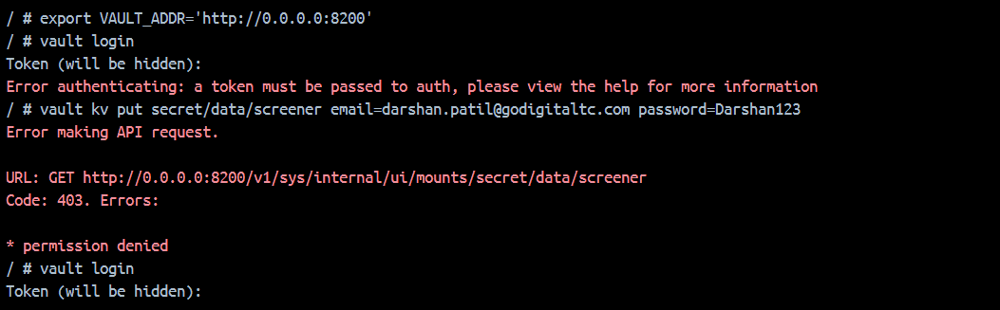 / # export VAULT_ADDR='http://0.0.0.0:8200'
/ # vault login
Token (will be hidden):
Error authenticating: a token must be passed to auth, please view the help for more information
/ # vault kv put secret/data/screener email=darshan.patil@godigitaltc.com password=Darshan123
Error making API request.
URL: GET http://0.0.0.0:8200/v1/sys/internal/ui/mounts/secret/data/screener
Code: 403. Errors:
* permission denied
/ # vault login
Token (will be hidden):